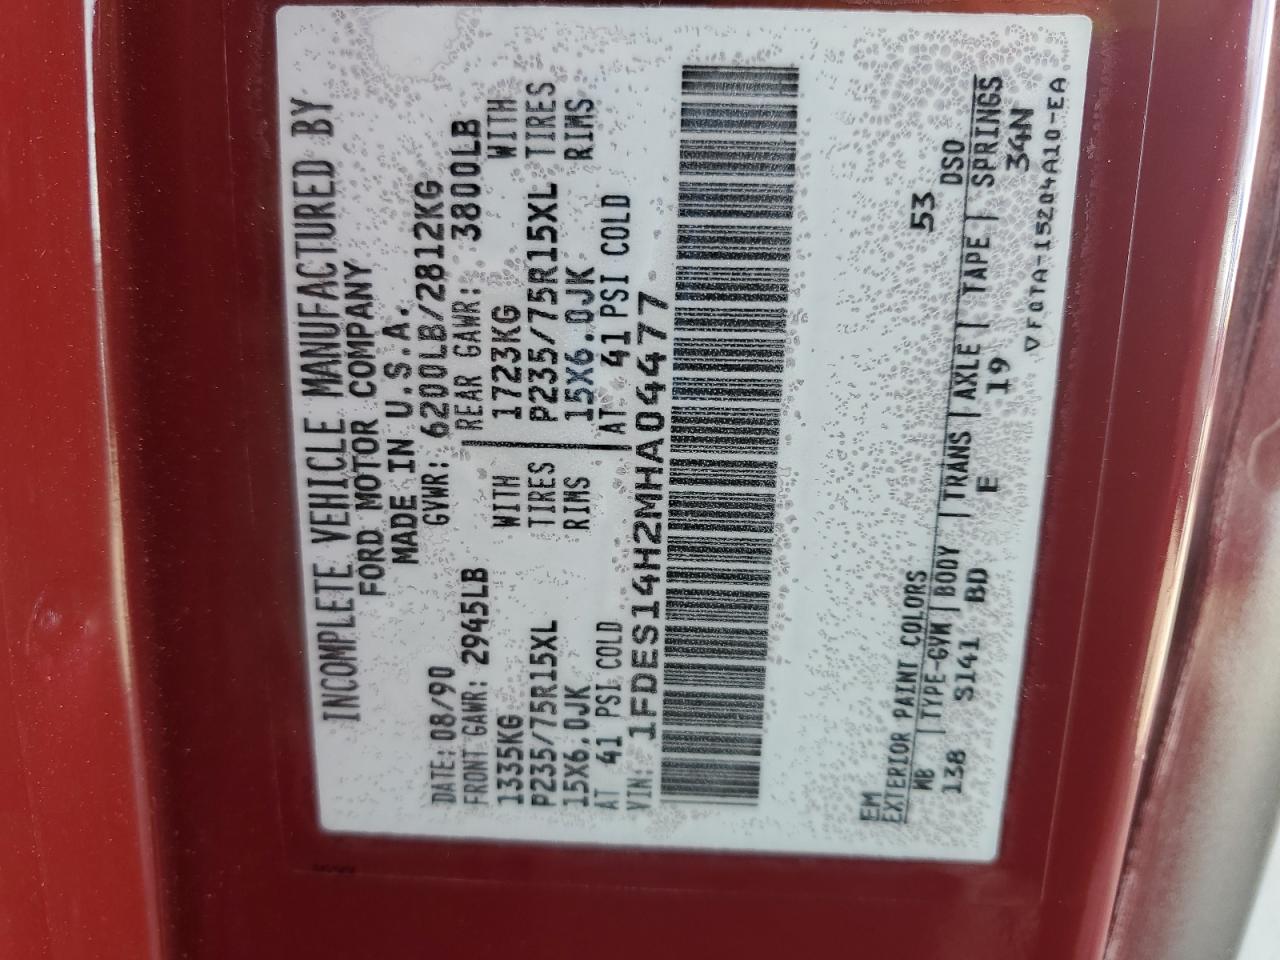 INCOMPLETE VEHICLE MANUFACTURED BY
FORD MOTOR COMPANY
MADE IN U.S.A.
DATE: 08/90 GVWR: 6200LB/2812KG
FRONT GAWR: 2945LB REAR GAWR: 3800LB
1335KG WITH 1723KG WITH
P235/75R15XL TIRES P235/75R15XL TIRES
15X6.0JK RIMS 15X6.0JK RIMS
AT 41 PSI COLD AT 41 PSI COLD
VIN: 1FDES14H2MHA04477
EM
EXTERIOR PAINT COLORS 53 DSO
WB | TYPE-GVW | BODY | TRANS | AXLE | TAPE | SPRINGS
138 S141 BD E 19 34N
▽F0TA-15204A10-EA